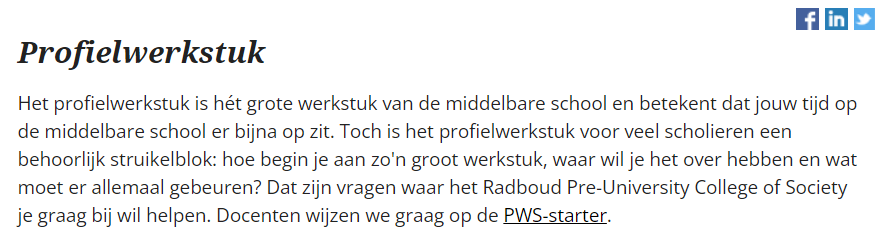 Profielwerkstuk
Het profielwerkstuk is hét grote werkstuk van de middelbare school en betekent dat jouw tijd op
de middelbare school er bijna op zit. Toch is het profielwerkstuk voor veel scholieren een
behoorlijk struikelblok: hoe begin je aan zo'n groot werkstuk, waar wil je het over hebben en wat
moet er allemaal gebeuren? Dat zijn vragen waar het Radboud Pre-University College of Society
je graag bij wil helpen. Docenten wijzen we graag op de PWS-starter.